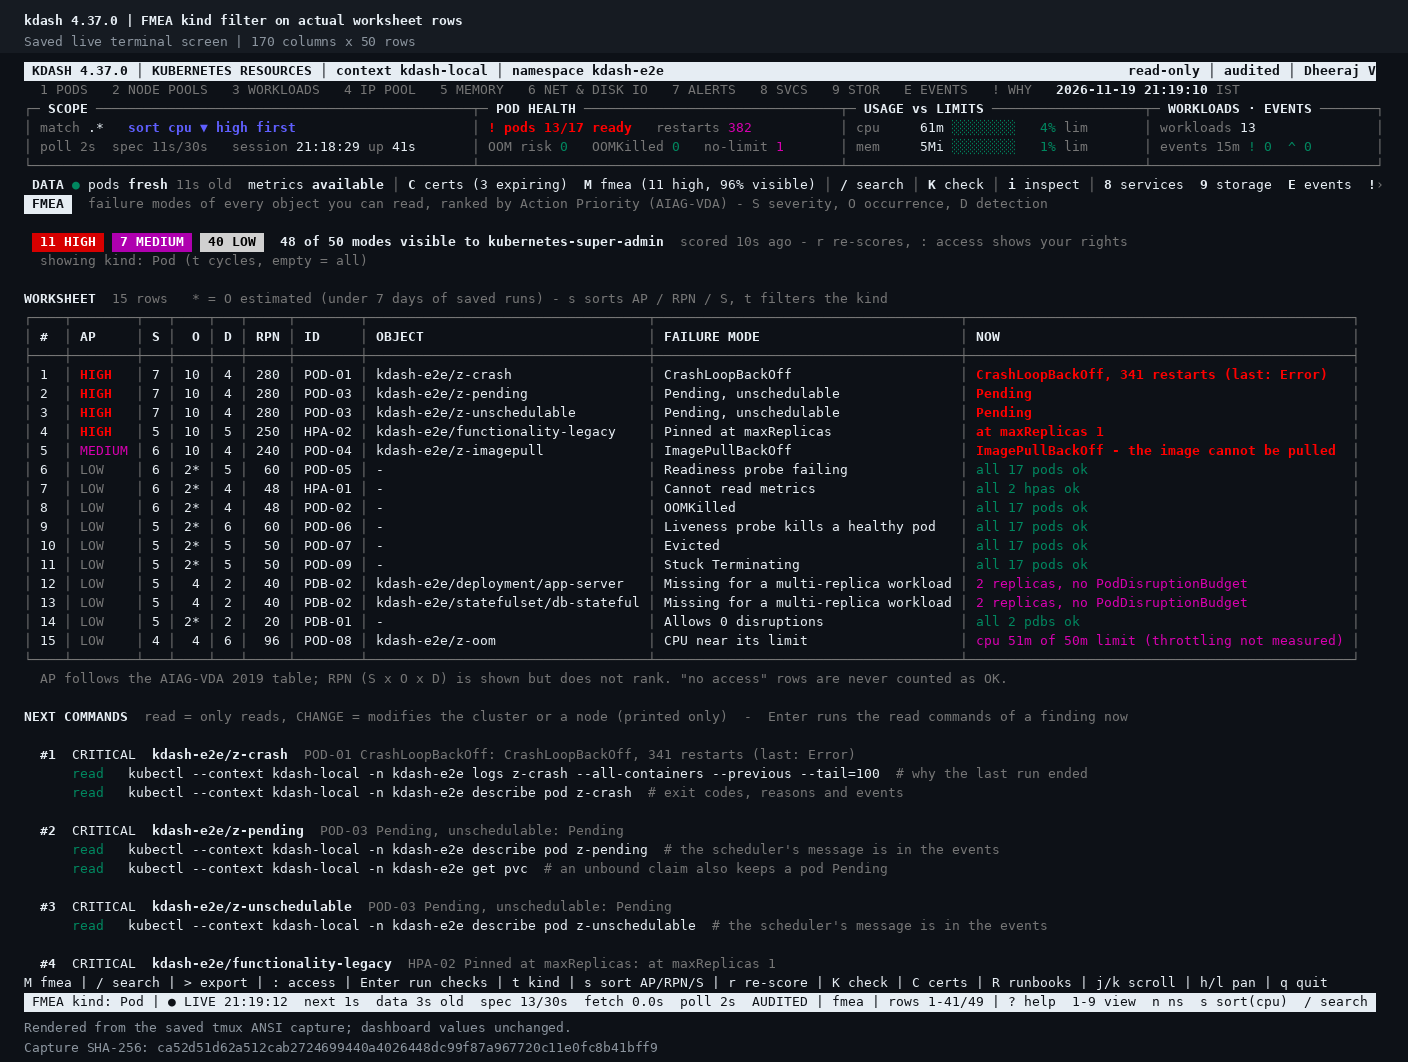 kdash 4.37.0 | FMEA kind filter on actual worksheet rows
Saved live terminal screen | 170 columns x 50 rows
KDASH 4.37.0 │ KUBERNETES RESOURCES │ context kdash-local │ namespace kdash-e2e read-only │ audited │ Dheeraj V
1 PODS 2 NODE POOLS 3 WORKLOADS 4 IP POOL 5 MEMORY 6 NET & DISK IO 7 ALERTS 8 SVCS 9 STOR E EVENTS ! WHY 2026-11-19 21:19:10 IST
SCOPE POD HEALTH USAGE vs LIMITS WORKLOADS · EVENTS
match .* sort cpu ▼ high first │ ! pods 13/17 ready restarts 382 │ cpu 61m ░░░░░░░░ 4% lim │ workloads 13
poll 2s spec 11s/30s session 21:18:29 up 41s │ OOM risk 0 OOMKilled 0 no-limit 1 │ mem 5Mi ░░░░░░░░ 1% lim │ events 15m ! 0 ^ 0
DATA ● pods fresh 11s old metrics available │ C certs (3 expiring) M fmea (11 high, 96% visible) │ / search │ K check │ i inspect │ 8 services 9 storage E events !›
FMEA failure modes of every object you can read, ranked by Action Priority (AIAG-VDA) - S severity, O occurrence, D detection
11 HIGH 7 MEDIUM 40 LOW 48 of 50 modes visible to kubernetes-super-admin scored 10s ago - r re-scores, : access shows your rights
showing kind: Pod (t cycles, empty = all)
WORKSHEET 15 rows * = O estimated (under 7 days of saved runs) - s sorts AP / RPN / S, t filters the kind
│ # │ AP │ S │ O │ D │ RPN │ ID │ OBJECT │ FAILURE MODE │ NOW │
│ 1 │ HIGH │ 7 │ 10 │ 4 │ 280 │ POD-01 │ kdash-e2e/z-crash │ CrashLoopBackOff │ CrashLoopBackOff, 341 restarts (last: Error) │
│ 2 │ HIGH │ 7 │ 10 │ 4 │ 280 │ POD-03 │ kdash-e2e/z-pending │ Pending, unschedulable │ Pending │
│ 3 │ HIGH │ 7 │ 10 │ 4 │ 280 │ POD-03 │ kdash-e2e/z-unschedulable │ Pending, unschedulable │ Pending │
│ 4 │ HIGH │ 5 │ 10 │ 5 │ 250 │ HPA-02 │ kdash-e2e/functionality-legacy │ Pinned at maxReplicas │ at maxReplicas 1 │
│ 5 │ MEDIUM │ 6 │ 10 │ 4 │ 240 │ POD-04 │ kdash-e2e/z-imagepull │ ImagePullBackOff │ ImagePullBackOff - the image cannot be pulled │
│ 6 │ LOW │ 6 │ 2* │ 5 │ 60 │ POD-05 │ - │ Readiness probe failing │ all 17 pods ok │
│ 7 │ LOW │ 6 │ 2* │ 4 │ 48 │ HPA-01 │ - │ Cannot read metrics │ all 2 hpas ok │
│ 8 │ LOW │ 6 │ 2* │ 4 │ 48 │ POD-02 │ - │ OOMKilled │ all 17 pods ok │
│ 9 │ LOW │ 5 │ 2* │ 6 │ 60 │ POD-06 │ - │ Liveness probe kills a healthy pod │ all 17 pods ok │
│ 10 │ LOW │ 5 │ 2* │ 5 │ 50 │ POD-07 │ - │ Evicted │ all 17 pods ok │
│ 11 │ LOW │ 5 │ 2* │ 5 │ 50 │ POD-09 │ - │ Stuck Terminating │ all 17 pods ok │
│ 12 │ LOW │ 5 │ 4 │ 2 │ 40 │ PDB-02 │ kdash-e2e/deployment/app-server │ Missing for a multi-replica workload │ 2 replicas, no PodDisruptionBudget │
│ 13 │ LOW │ 5 │ 4 │ 2 │ 40 │ PDB-02 │ kdash-e2e/statefulset/db-stateful │ Missing for a multi-replica workload │ 2 replicas, no PodDisruptionBudget │
│ 14 │ LOW │ 5 │ 2* │ 2 │ 20 │ PDB-01 │ - │ Allows 0 disruptions │ all 2 pdbs ok │
│ 15 │ LOW │ 4 │ 4 │ 6 │ 96 │ POD-08 │ kdash-e2e/z-oom │ CPU near its limit │ cpu 51m of 50m limit (throttling not measured) │
AP follows the AIAG-VDA 2019 table; RPN (S x O x D) is shown but does not rank. "no access" rows are never counted as OK.
NEXT COMMANDS read = only reads, CHANGE = modifies the cluster or a node (printed only) - Enter runs the read commands of a finding now
#1 CRITICAL kdash-e2e/z-crash POD-01 CrashLoopBackOff: CrashLoopBackOff, 341 restarts (last: Error)
read kubectl --context kdash-local -n kdash-e2e logs z-crash --all-containers --previous --tail=100 # why the last run ended
read kubectl --context kdash-local -n kdash-e2e describe pod z-crash # exit codes, reasons and events
#2 CRITICAL kdash-e2e/z-pending POD-03 Pending, unschedulable: Pending
read kubectl --context kdash-local -n kdash-e2e describe pod z-pending # the scheduler's message is in the events
read kubectl --context kdash-local -n kdash-e2e get pvc # an unbound claim also keeps a pod Pending
#3 CRITICAL kdash-e2e/z-unschedulable POD-03 Pending, unschedulable: Pending
read kubectl --context kdash-local -n kdash-e2e describe pod z-unschedulable # the scheduler's message is in the events
#4 CRITICAL kdash-e2e/functionality-legacy HPA-02 Pinned at maxReplicas: at maxReplicas 1
M fmea | / search | > export | : access | Enter run checks | t kind | s sort AP/RPN/S | r re-score | K check | C certs | R runbooks | j/k scroll | h/l pan | q quit
FMEA kind: Pod | ● LIVE 21:19:12 next 1s data 3s old spec 13/30s fetch 0.0s poll 2s AUDITED | fmea | rows 1-41/49 | ? help 1-9 view n ns s sort(cpu) / search
Rendered from the saved tmux ANSI capture; dashboard values unchanged.
Capture SHA-256: ca52d51d62a512cab2724699440a4026448dc99f87a967720c11e0fc8b41bff9